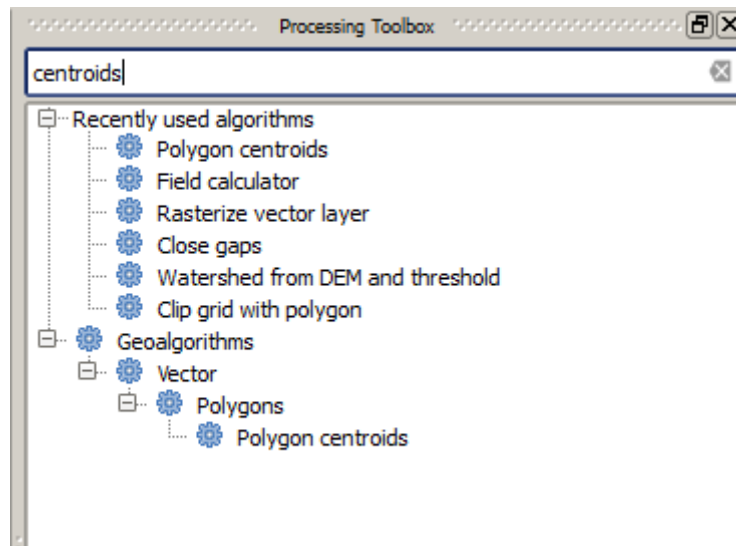 Processing Toolbox
centroids
Recently used algorithms
Polygon centroids
Field calculator
Rasterize vector layer
Close gaps
Watershed from DEM and threshold
Clip grid with polygon
Geoalgorithms
Vector
Polygons
Polygon centroids